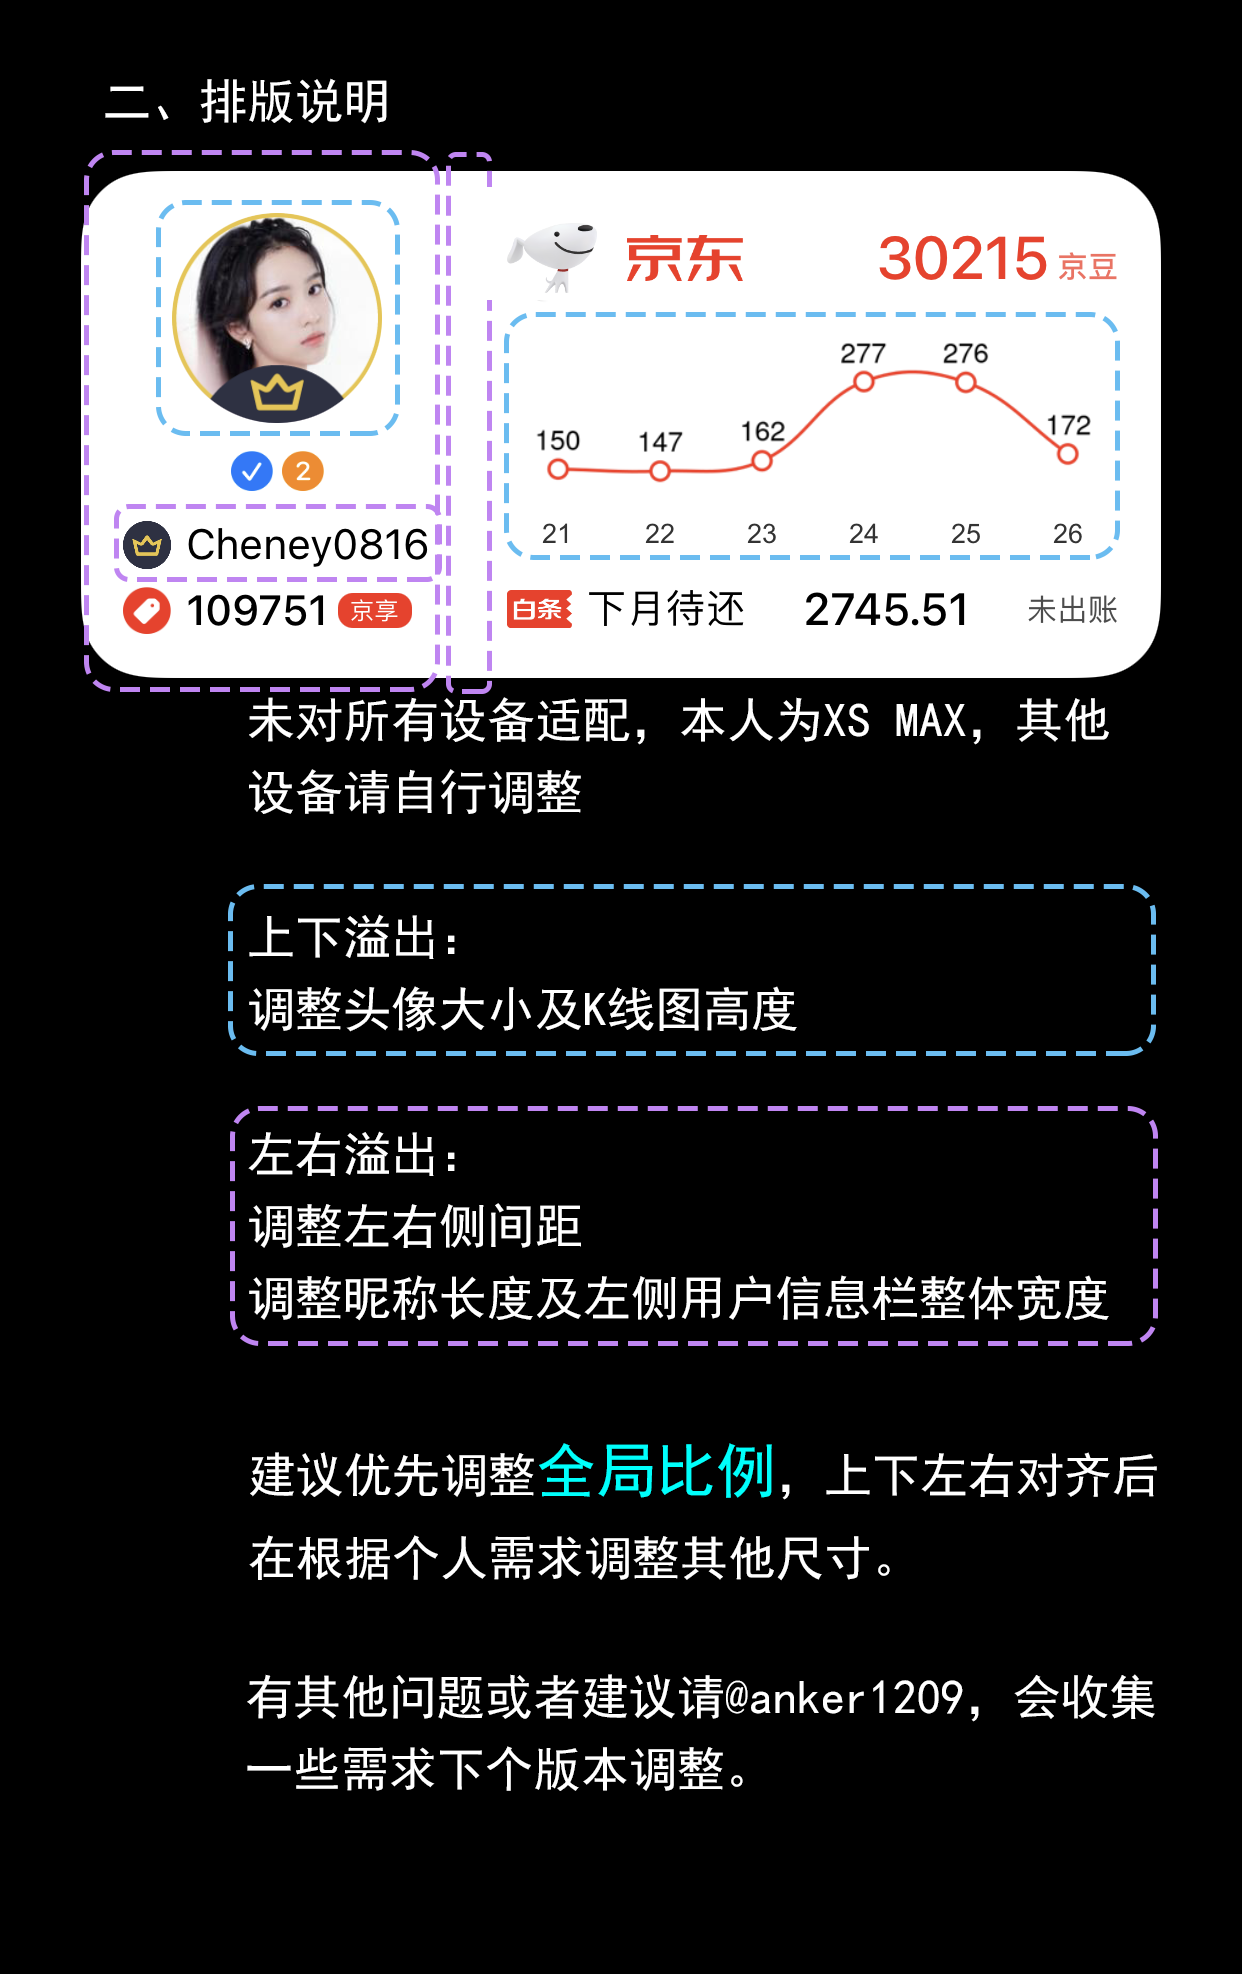 二、排版说明
京东
30215 京豆
277
276
172
162
150
147
2
21
22
23
24
25
26
Cheney0816
109751 京享
白条 下月待还 2745.51 未出账
未对所有设备适配，本人为XS MAX，其他
设备请自行调整
上下溢出：
调整头像大小及K线图高度
左右溢出：
调整左右侧间距
调整昵称长度及左侧用户信息栏整体宽度
建议优先调整全局比例，上下左右对齐后
在根据个人需求调整其他尺寸。
有其他问题或者建议请@anker1209，会收集
一些需求下个版本调整。